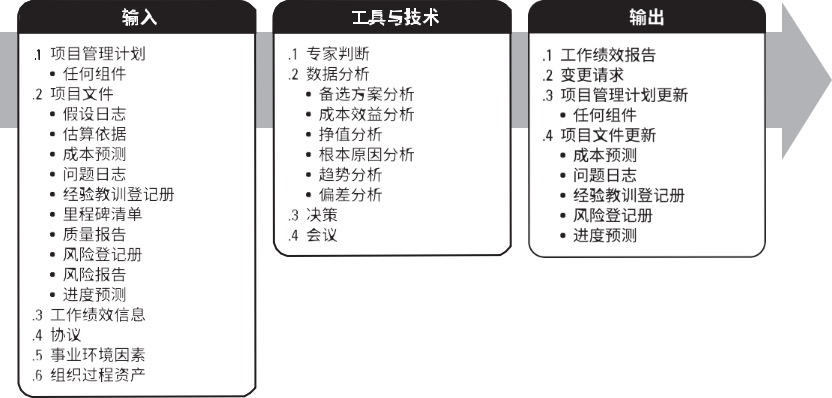 输入
.1 项目管理计划
• 任何组件
.2 项目文件
• 假设日志
• 估算依据
• 成本预测
• 问题日志
• 经验教训登记册
• 里程碑清单
• 质量报告
• 风险登记册
• 风险报告
• 进度预测
.3 工作绩效信息
.4 协议
.5 事业环境因素
.6 组织过程资产
工具与技术
.1 专家判断
.2 数据分析
• 备选方案分析
• 成本效益分析
• 挣值分析
• 根本原因分析
• 趋势分析
• 偏差分析
.3 决策
.4 会议
输出
.1 工作绩效报告
.2 变更请求
.3 项目管理计划更新
• 任何组件
.4 项目文件更新
• 成本预测
• 问题日志
• 经验教训登记册
• 风险登记册
• 进度预测